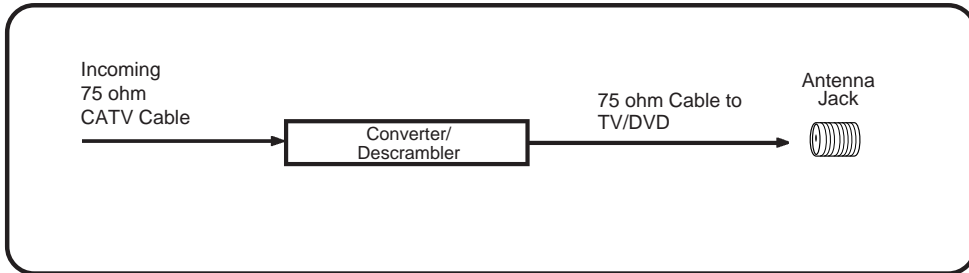 Incoming
75 ohm
CATV Cable
Converter/
Descrambler
75 ohm Cable to
TV/DVD
Antenna
Jack